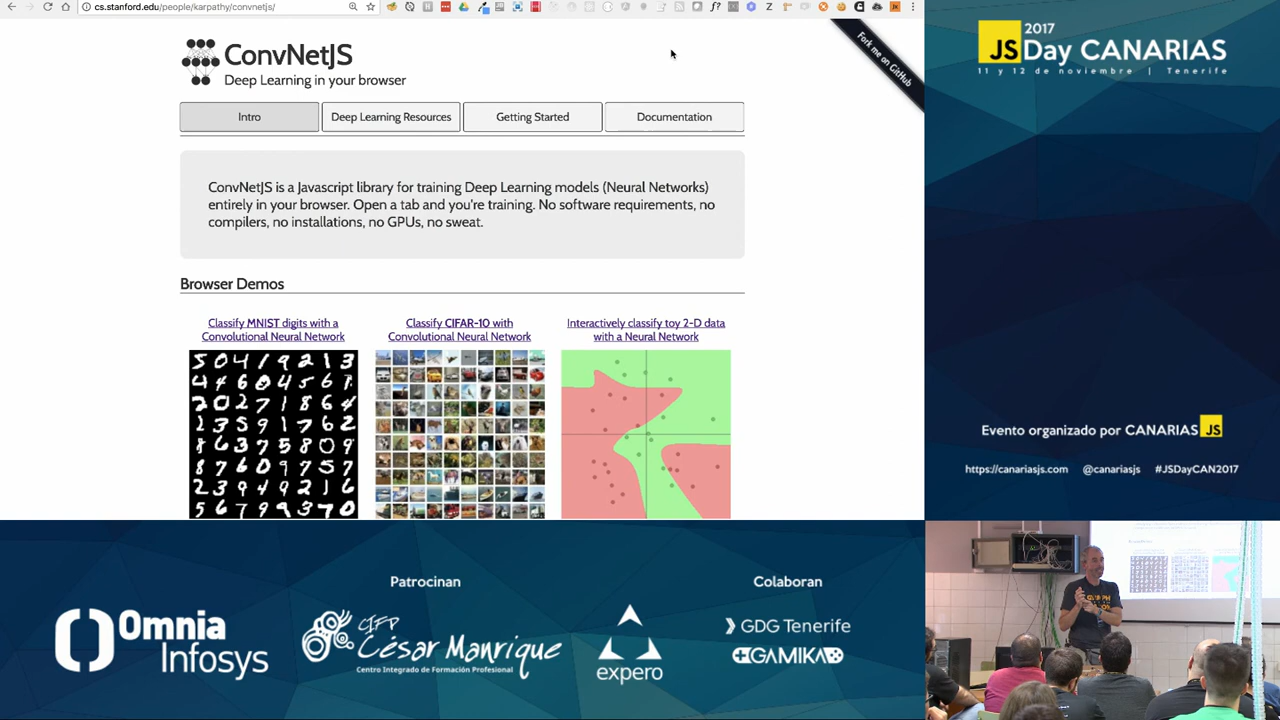 cs.stanford.edu/people/karpathy/convnetjs/
ConvNetJS
Deep Learning in your browser
Fork me on GitHub
Intro
Deep Learning Resources
Getting Started
Documentation
ConvNetJS is a Javascript library for training Deep Learning models (Neural Networks)
entirely in your browser. Open a tab and you're training. No software requirements, no
compilers, no installations, no GPUs, no sweat.
Browser Demos
Classify MNIST digits with a
Convolutional Neural Network
Classify CIFAR-10 with
Convolutional Neural Network
Interactively classify toy 2-D data
with a Neural Network
2017
JSDay CANARIAS
11 y 12 de noviembre | Tenerife
Evento organizado por CANARIAS JS
https://canariasjs.com @canariasjs #JSDayCAN2017
Patrocinan
Omnia
Infosys
CIFP
César Manrique
Centro Integrado de Formación Profesional
expero
Colaboran
GDG Tenerife
GAMIKA